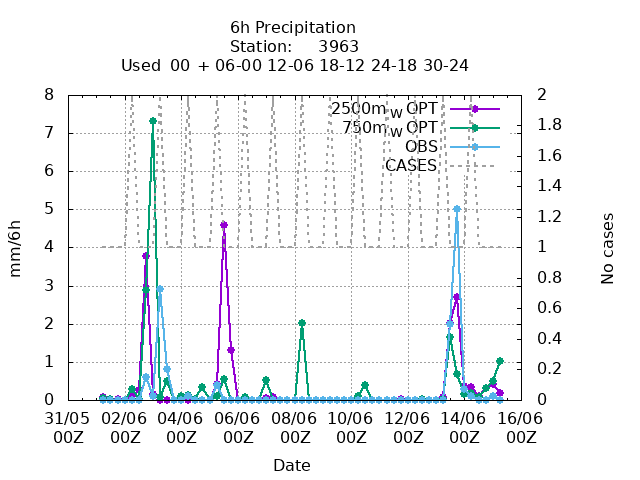 6h Precipitation
Station:     3963
Used  00  + 06-00 12-06 18-12 24-18 30-24
8
7
6
5
4
3
2
1
0
2
1.8
1.6
1.4
1.2
1
0.8
0.6
0.4
0.2
0
mm/6h
No cases
2500m_W OPT
750m_W OPT
OBS
CASES
31/05 02/06 04/06 06/06 08/06 10/06 12/06 14/06 16/06
00Z 00Z 00Z 00Z 00Z 00Z 00Z 00Z 00Z
Date